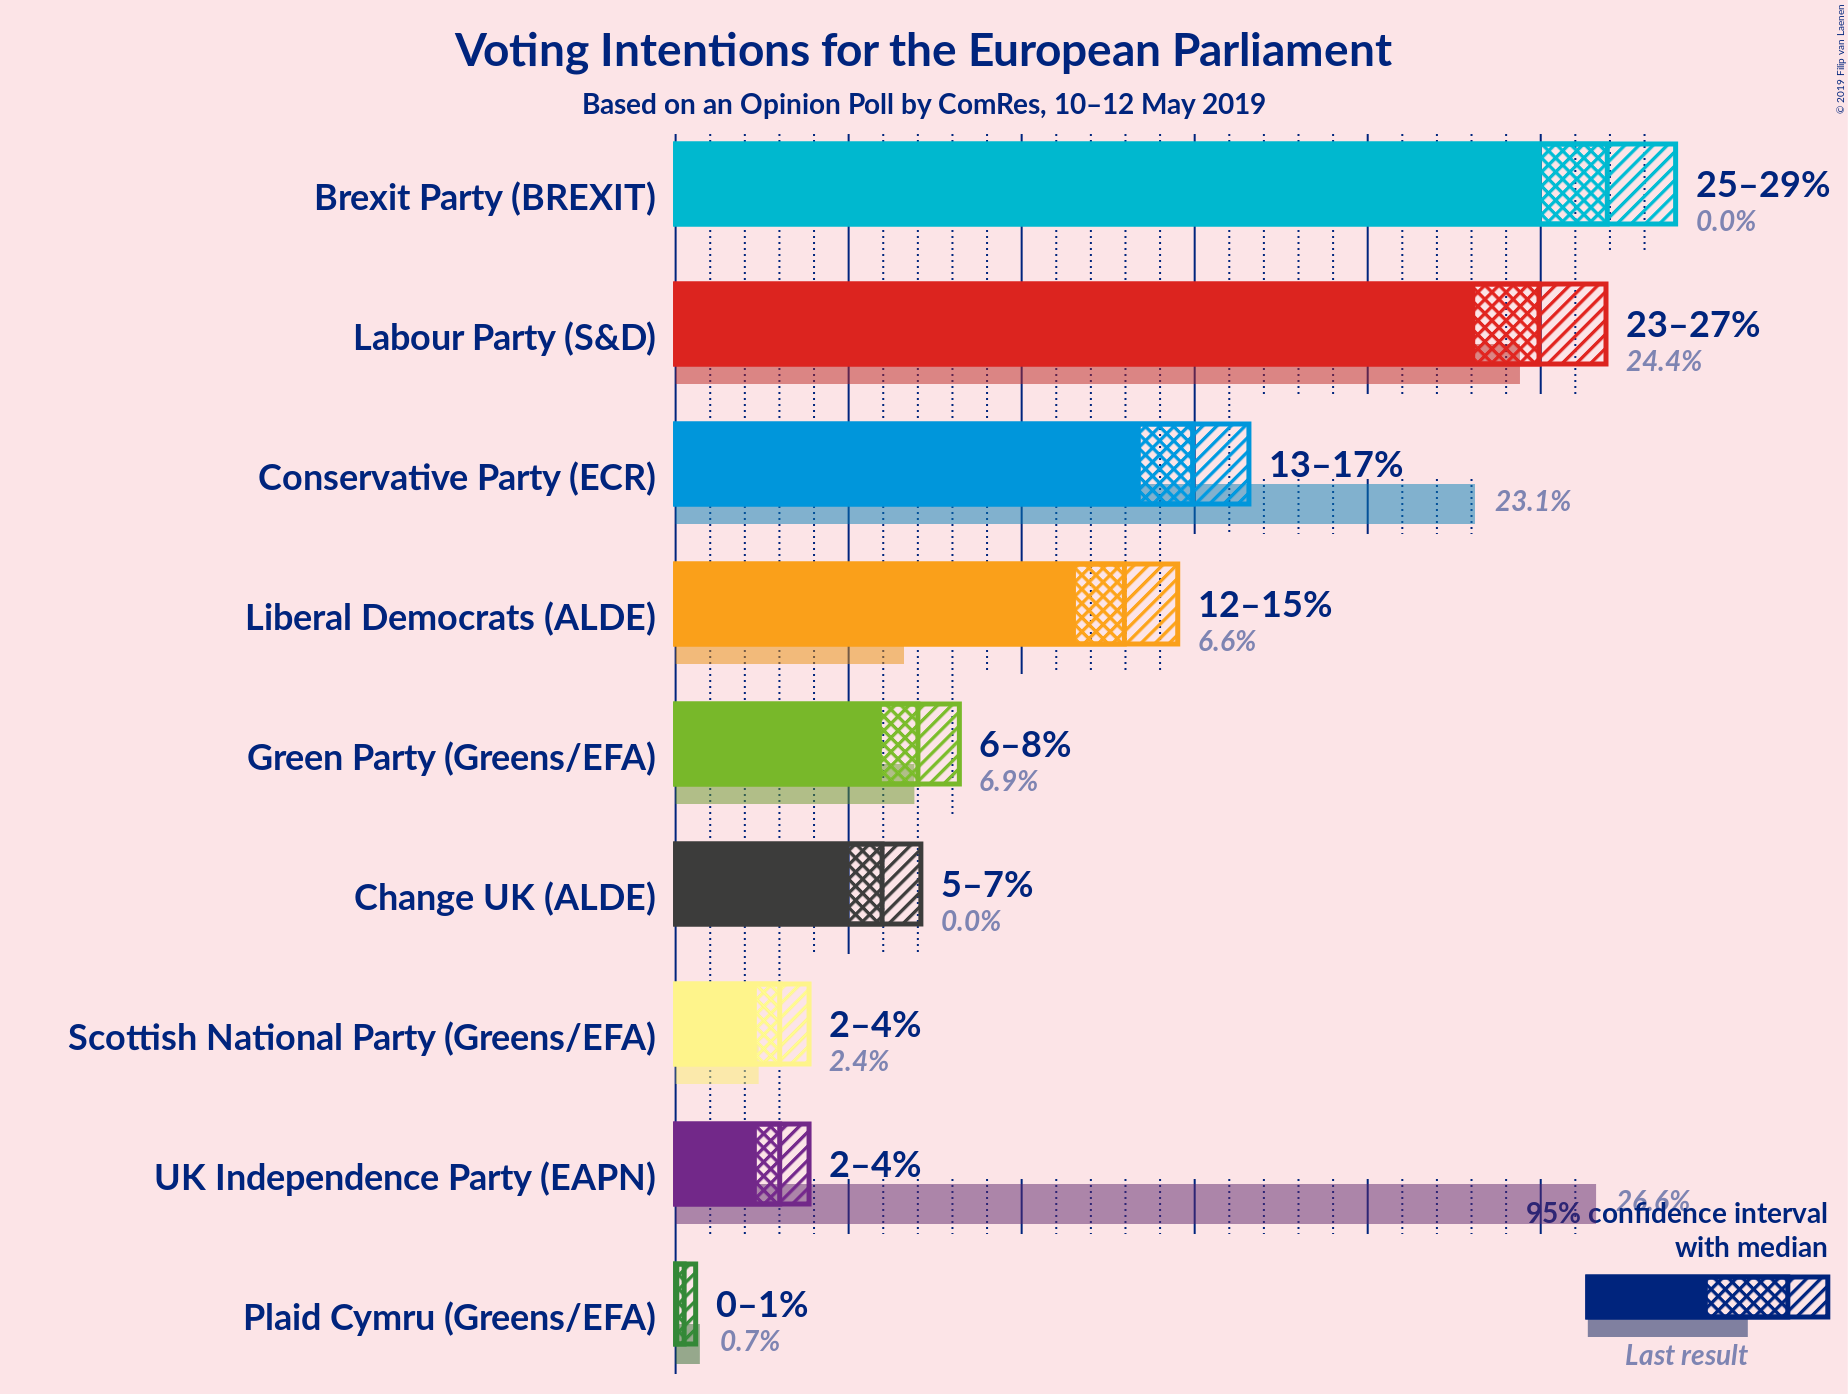 Voting Intentions for the European Parliament
Based on an Opinion Poll by ComRes, 10–12 May 2019
© 2019 Filip van Laenen
Brexit Party (BREXIT)
25–29%
0.0%
Labour Party (S&D)
23–27%
24.4%
Conservative Party (ECR)
13–17%
23.1%
Liberal Democrats (ALDE)
12–15%
6.6%
Green Party (Greens/EFA)
6–8%
6.9%
Change UK (ALDE)
5–7%
0.0%
Scottish National Party (Greens/EFA)
2–4%
2.4%
UK Independence Party (EAPN)
2–4%
26.6%
Plaid Cymru (Greens/EFA)
0–1%
0.7%
95% confidence interval
with median
Last result